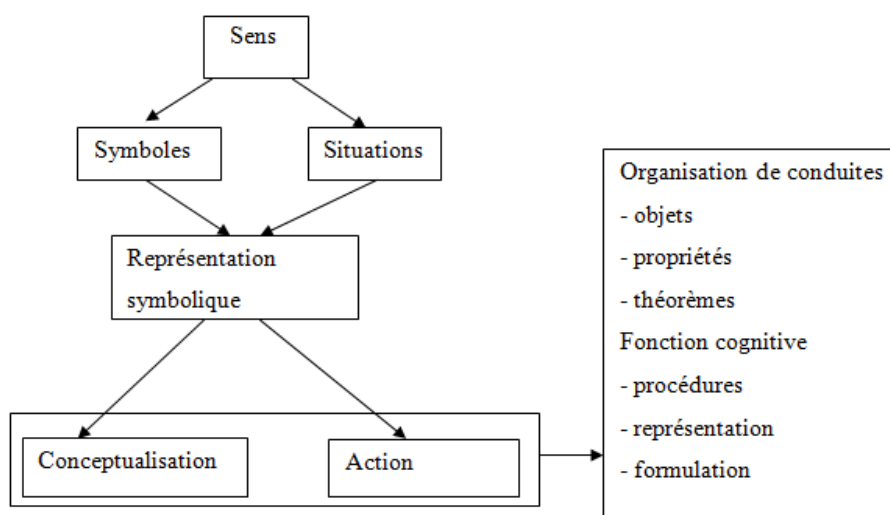 Sens
Symboles
Situations
Représentation
symbolique
Conceptualisation
Action
Organisation de conduites
- objets
- propriétés
- théorèmes
Fonction cognitive
- procédures
- représentation
- formulation